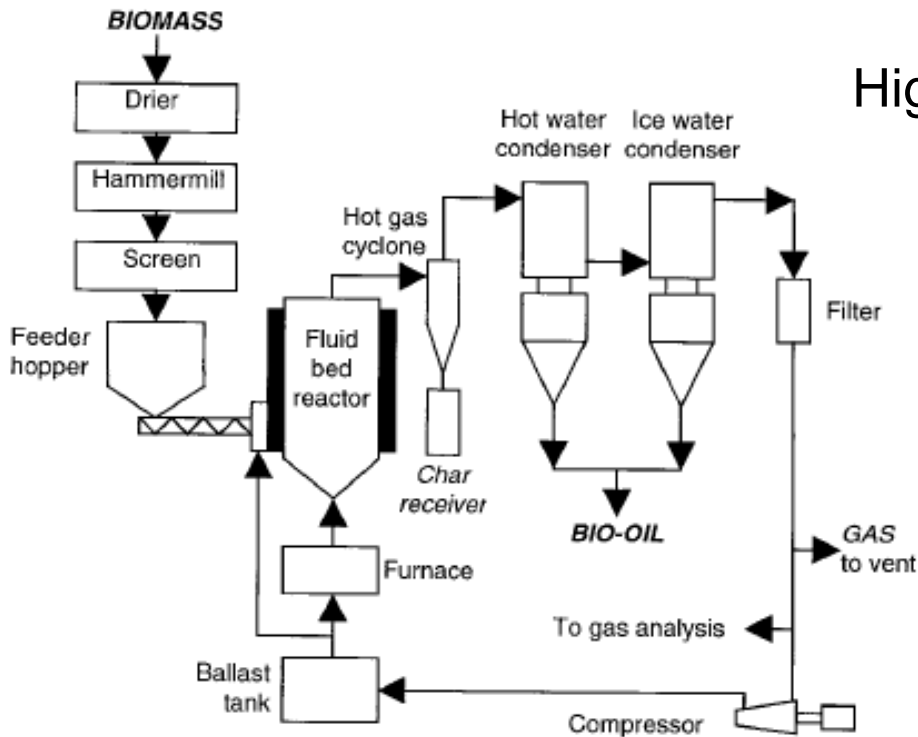 BIOMASS
Drier
Hammermill
Screen
Feeder
hopper
Fluid
bed
reactor
Hot gas
cyclone
Char
receiver
Hot water
condenser
Ice water
condenser
Hig
Filter
BIO-OIL
GAS
to vent
To gas analysis
Furnace
Ballast
tank
Compressor